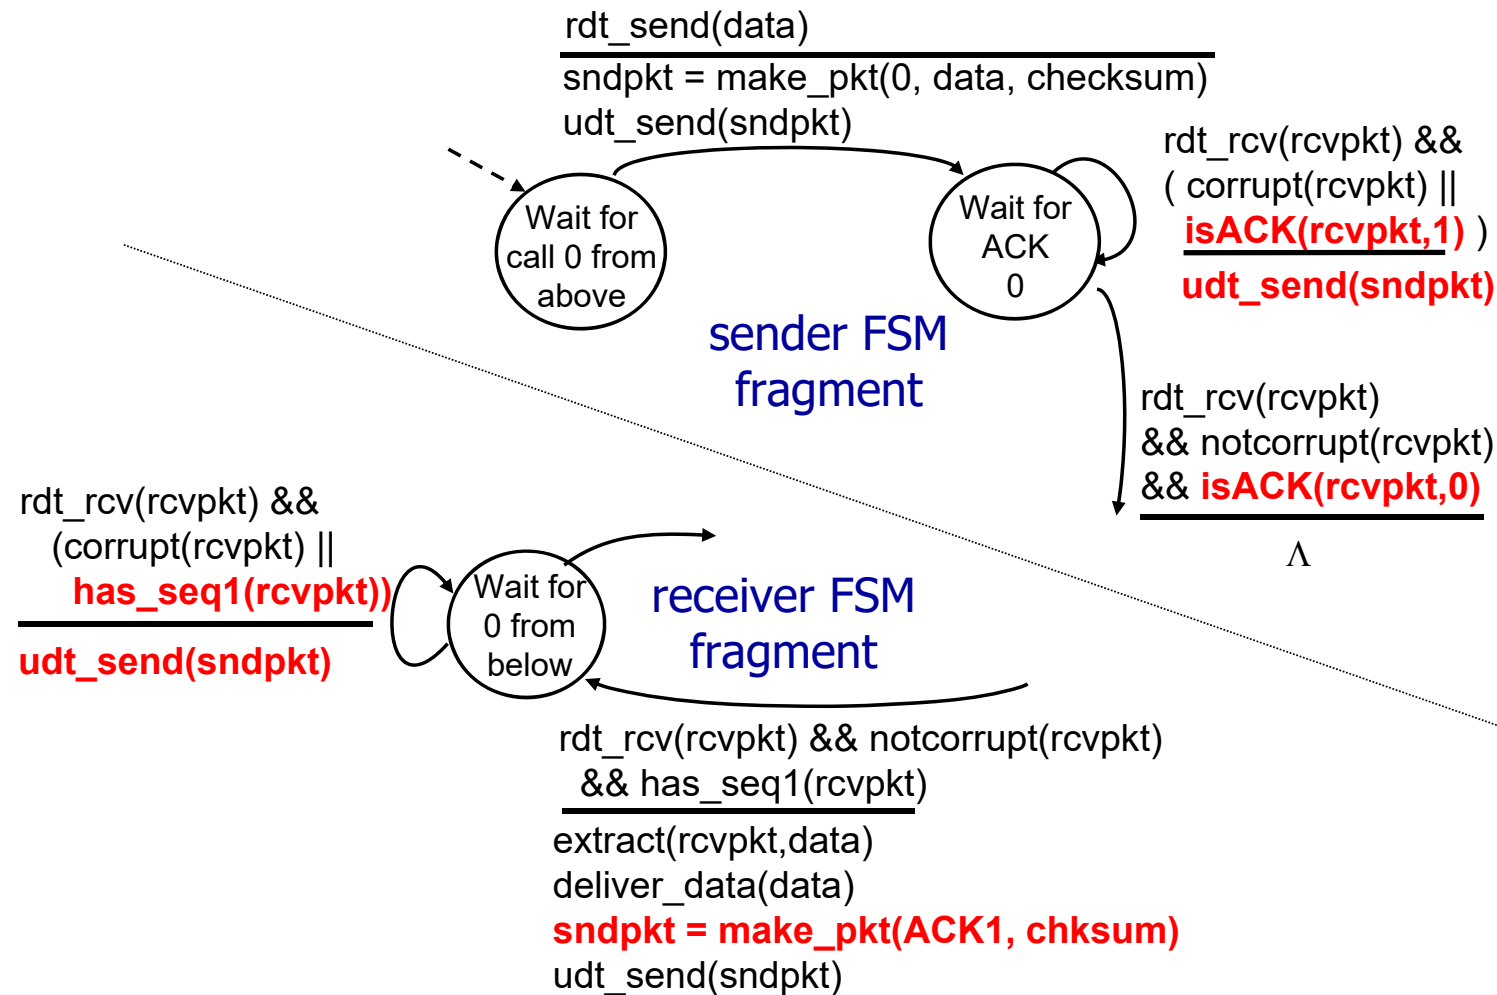 rdt_send(data)
sndpkt = make_pkt(0, data, checksum)
udt_send(sndpkt)
Wait for
call 0 from
above
Wait for
ACK
0
rdt_rcv(rcvpkt) &&
( corrupt(rcvpkt) ||
isACK(rcvpkt,1) )
udt_send(sndpkt)
sender FSM
fragment
rdt_rcv(rcvpkt)
&& notcorrupt(rcvpkt)
&& isACK(rcvpkt,0)
Λ
rdt_rcv(rcvpkt) &&
(corrupt(rcvpkt) ||
has_seq1(rcvpkt))
udt_send(sndpkt)
Wait for
0 from
below
receiver FSM
fragment
rdt_rcv(rcvpkt) && notcorrupt(rcvpkt)
&& has_seq1(rcvpkt)
extract(rcvpkt,data)
deliver_data(data)
sndpkt = make_pkt(ACK1, chksum)
udt_send(sndpkt)